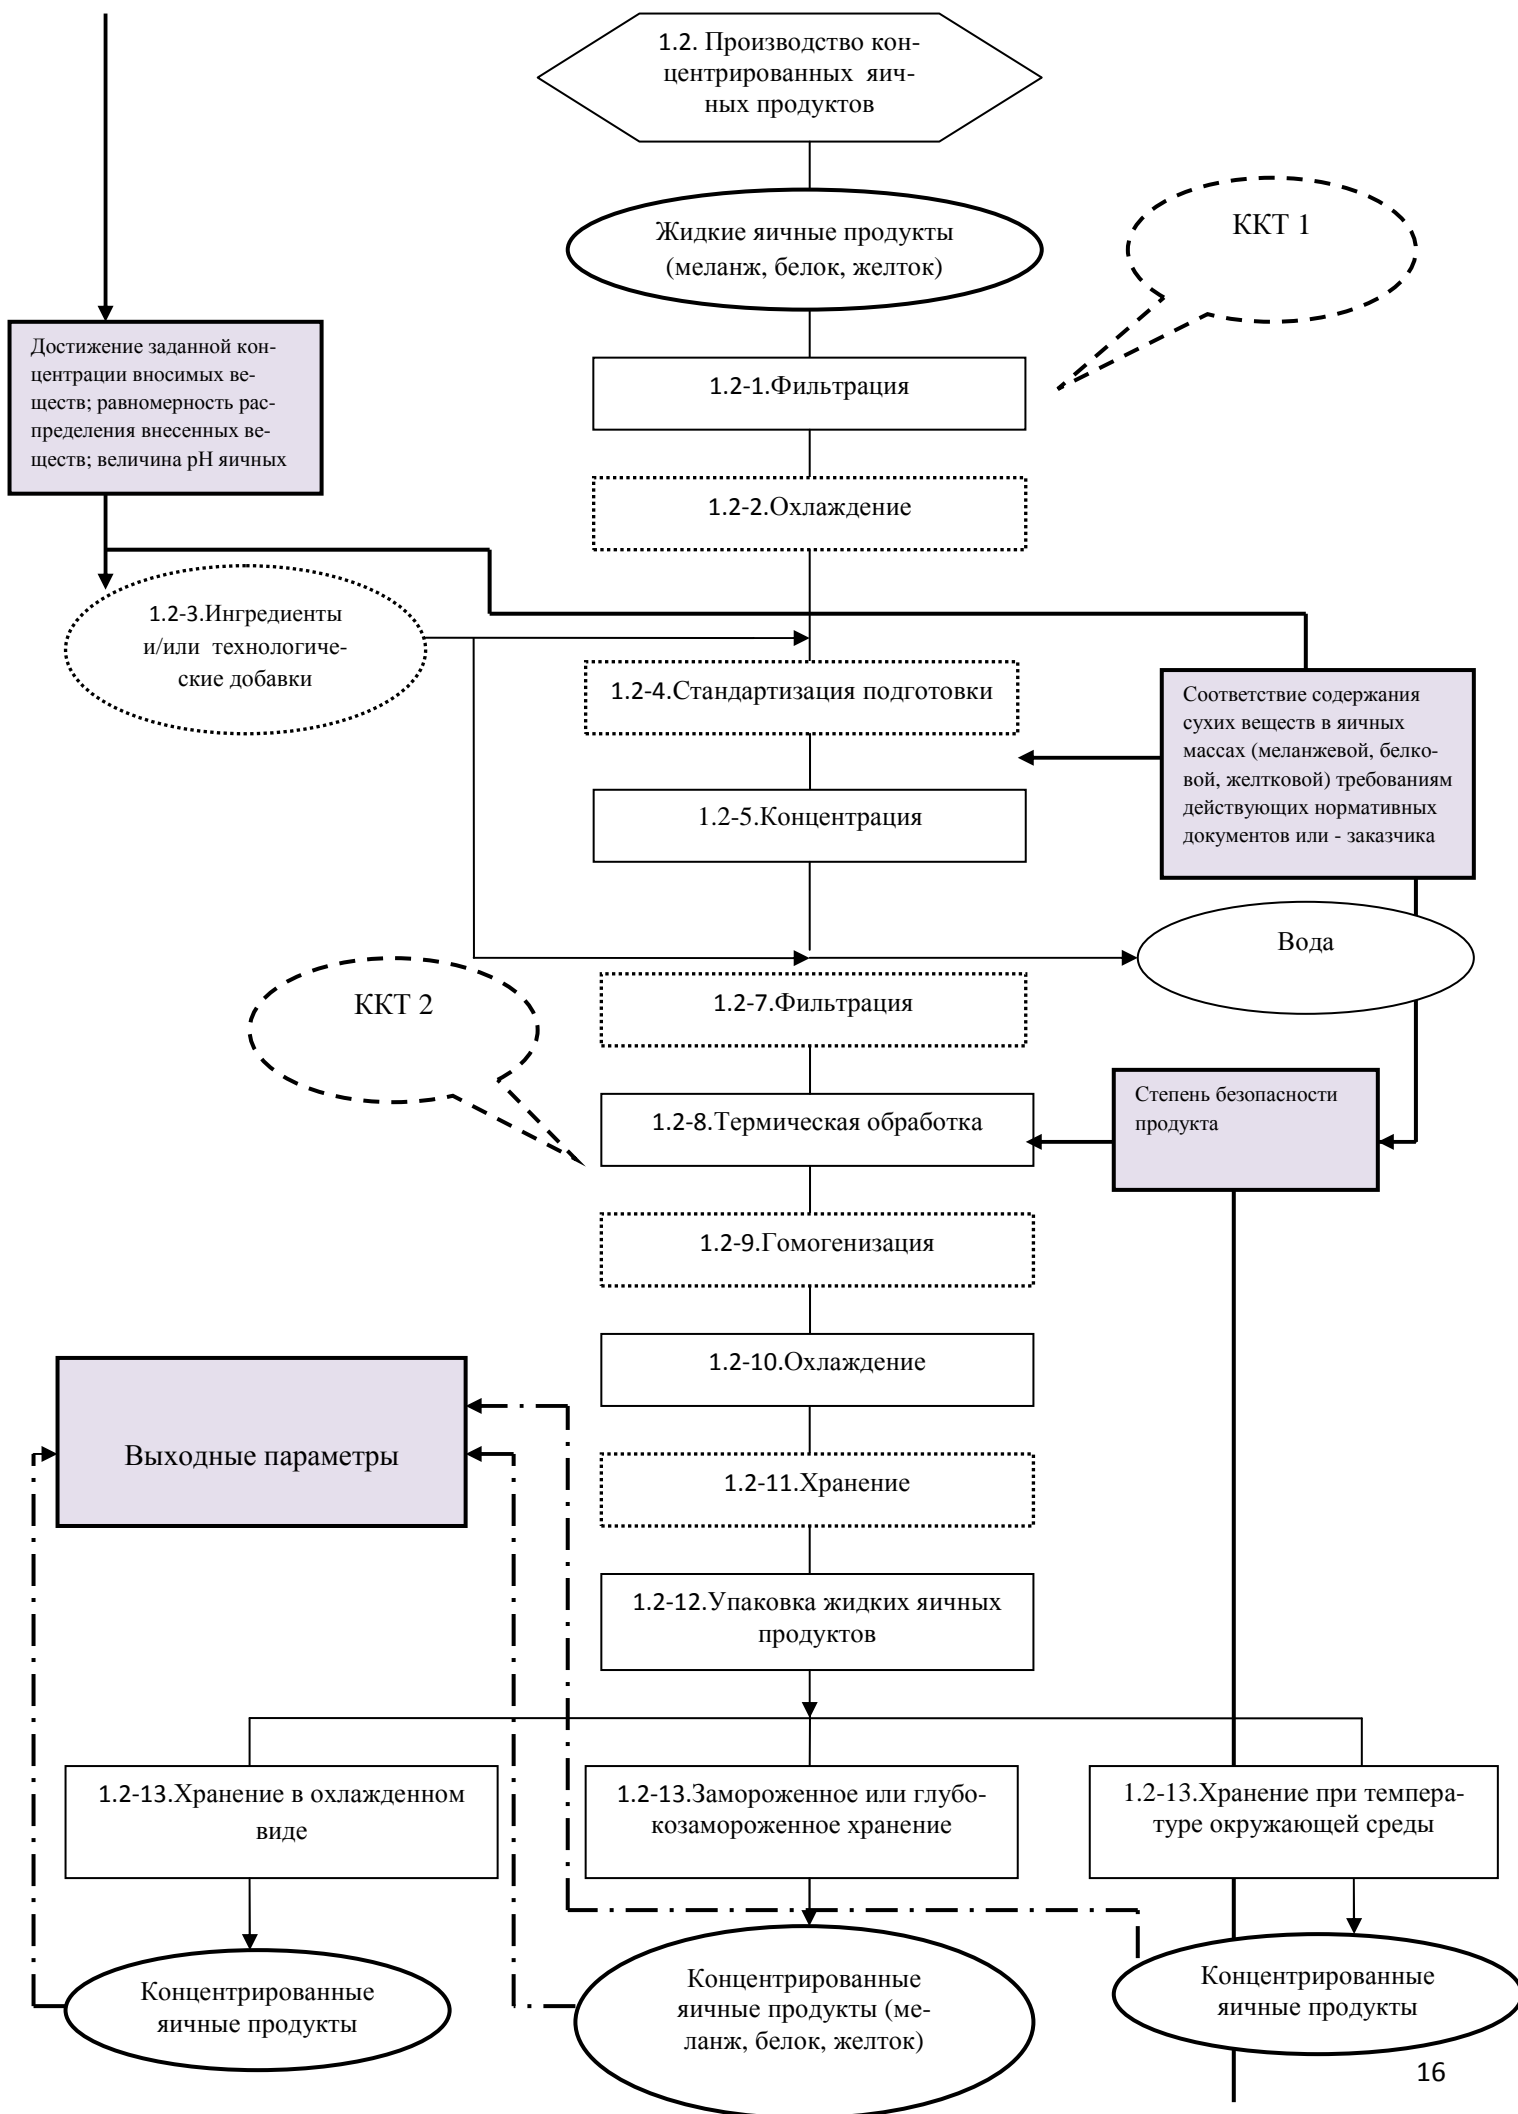 1.2. Производство кон-
центрированных яич-
ных продуктов
Жидкие яичные продукты
(меланж, белок, желток)
ККТ 1
Достижение заданной кон-
центрации вносимых ве-
ществ; равномерность рас-
пределения внесенных ве-
ществ; величина pH яичных
1.2-1.Фильтрация
1.2-2.Охлаждение
1.2-3.Ингредиенты
и/или технологиче-
ские добавки
1.2-4.Стандартизация подготовки
Соответствие содержания
сухих веществ в яичных
массах (меланжевой, белко-
вой, желтковой) требованиям
действующих нормативных
документов или - заказчика
1.2-5.Концентрация
Вода
ККТ 2
1.2-7.Фильтрация
Степень безопасности
продукта
1.2-8.Термическая обработка
1.2-9.Гомогенизация
1.2-10.Охлаждение
Выходные параметры
1.2-11.Хранение
1.2-12.Упаковка жидких яичных
продуктов
1.2-13.Хранение в охлажденном
виде
1.2-13.Замороженное или глубо-
козамороженное хранение
1.2-13.Хранение при темпера-
туре окружающей среды
Концентрированные
яичные продукты
Концентрированные
яичные продукты (ме-
ланж, белок, желток)
Концентрированные
яичные продукты
16